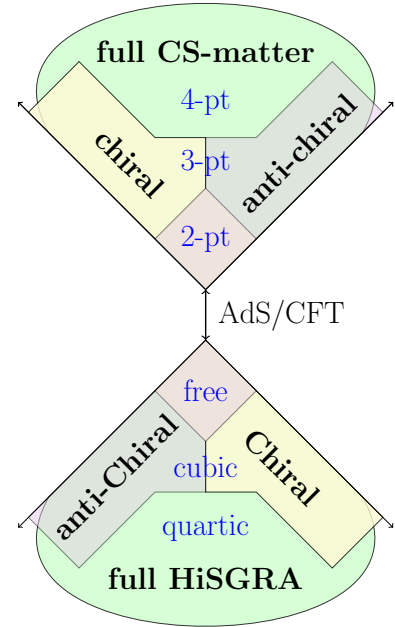 full CS-matter
4-pt
chiral
3-pt
anti-chiral
2-pt
AdS/CFT
free
anti-Chiral
cubic
Chiral
quartic
full HiSGRA